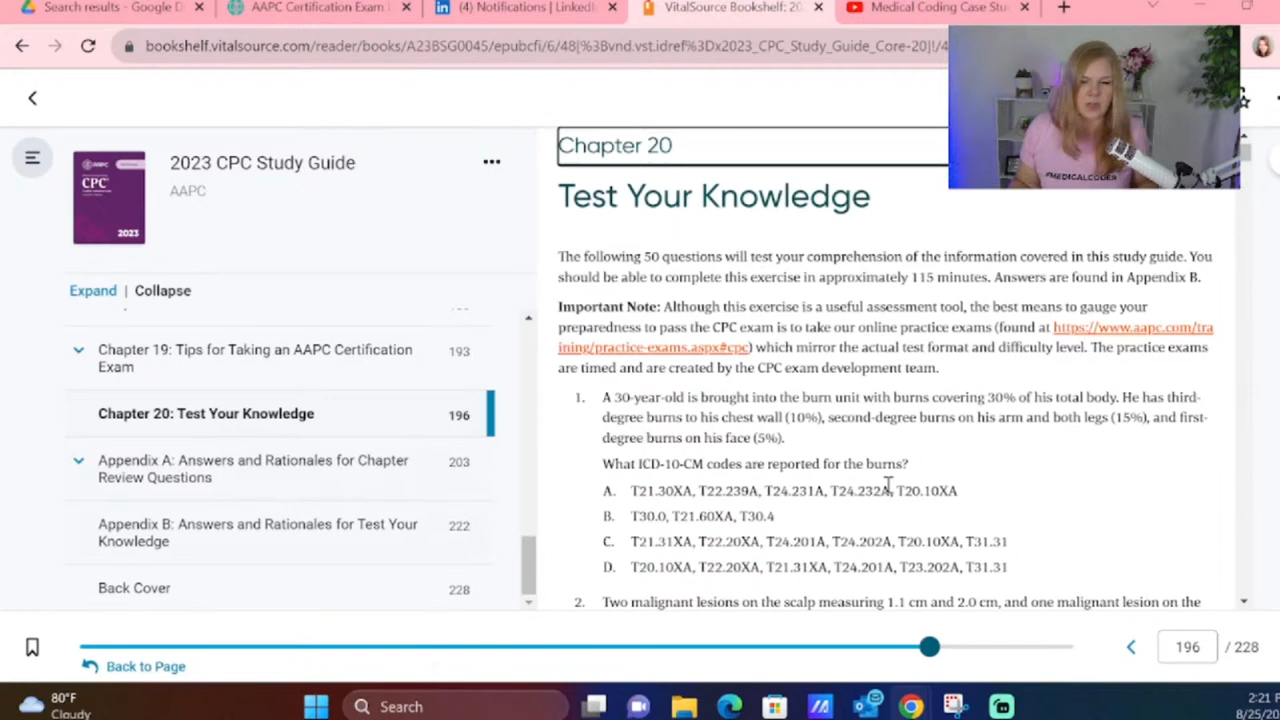 Search results - Google D
AAPC Certification Exam
(4) Notifications | LinkedI
VitalSource Bookshelf: 20
Medical Coding Case Stu
bookshelf.vitalsource.com/reader/books/A23BSG0045/epubcfi/6/48[%3Bvnd.vst.idref%3Dx2023_CPC_Study_Guide_Core-20]!/4
#MEDICALCODER
2023 CPC Study Guide
AAPC
AAPC
CPC
2023
Expand | Collapse
Chapter 19: Tips for Taking an AAPC Certification
Exam
193
Chapter 20: Test Your Knowledge
196
Appendix A: Answers and Rationales for Chapter
Review Questions
203
Appendix B: Answers and Rationales for Test Your
Knowledge
222
Back Cover
228
Chapter 20
Test Your Knowledge
The following 50 questions will test your comprehension of the information covered in this study guide. You
should be able to complete this exercise in approximately 115 minutes. Answers are found in Appendix B.
Important Note: Although this exercise is a useful assessment tool, the best means to gauge your
preparedness to pass the CPC exam is to take our online practice exams (found at https://www.aapc.com/tra
ining/practice-exams.aspx#cpc) which mirror the actual test format and difficulty level. The practice exams
are timed and are created by the CPC exam development team.
1. A 30-year-old is brought into the burn unit with burns covering 30% of his total body. He has third-
degree burns to his chest wall (10%), second-degree burns on his arm and both legs (15%), and first-
degree burns on his face (5%).
What ICD-10-CM codes are reported for the burns?
A. T21.30XA, T22.239A, T24.231A, T24.232A, T20.10XA
B. T30.0, T21.60XA, T30.4
C. T21.31XA, T22.20XA, T24.201A, T24.202A, T20.10XA, T31.31
D. T20.10XA, T22.20XA, T21.31XA, T24.201A, T23.202A, T31.31
2. Two malignant lesions on the scalp measuring 1.1 cm and 2.0 cm, and one malignant lesion on the
Back to Page
196 / 228
80°F
Cloudy
Search
2:21
8/25/20